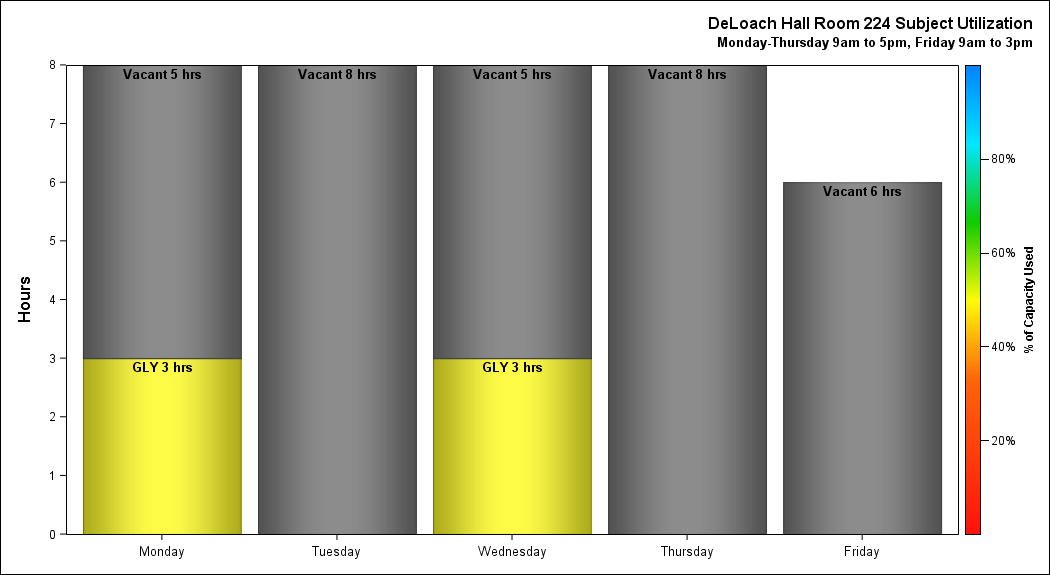 DeLoach Hall Room 224 Subject Utilization
Monday-Thursday 9am to 5pm, Friday 9am to 3pm
Hours
8
7
6
5
4
3
2
1
0
Vacant 5 hrs
Vacant 8 hrs
Vacant 5 hrs
Vacant 8 hrs
Vacant 6 hrs
GLY 3 hrs
GLY 3 hrs
Monday
Tuesday
Wednesday
Thursday
Friday
80%
60%
40%
20%
% of Capacity Used